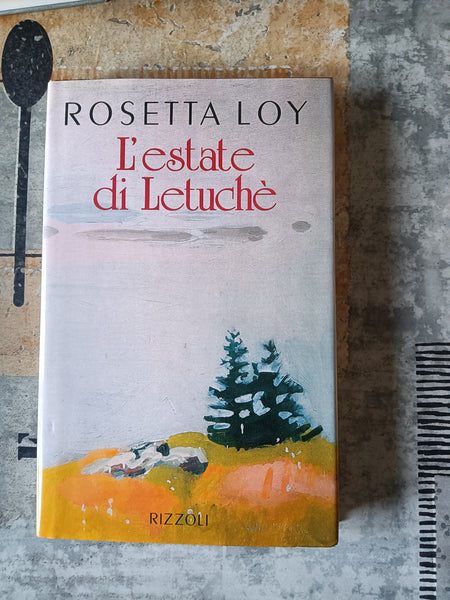 ROSETTA LOY
L'estate
di Letuchè
RIZZOLI